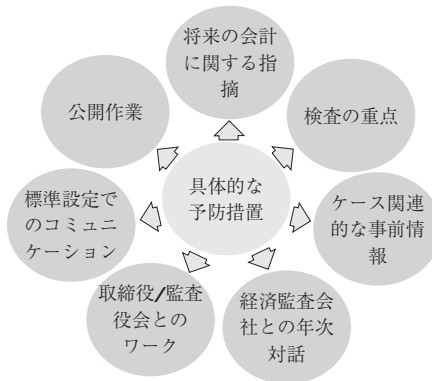 将来の会計
に関する指
摘
公開作業
検査の重点
具体的な
予防措置
標準設定で
のコミュニ
ケーション
ケース関連
的な事前情
報
取締役/監査
役会との
ワーク
経済監査会
社との年次
対話